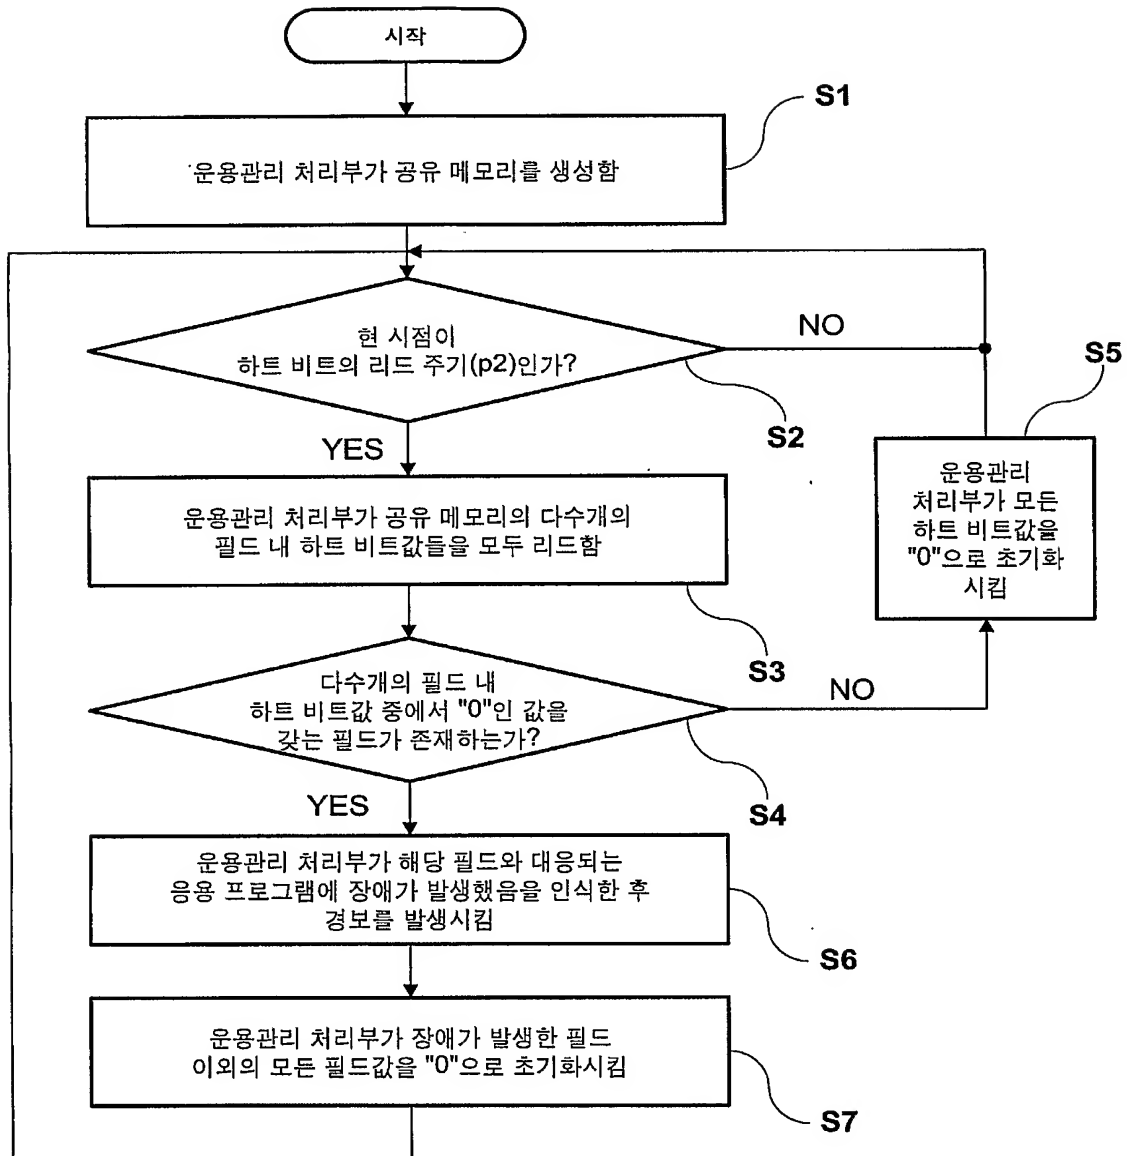 시작
S1
운용관리 처리부가 공유 메모리를 생성함
현 시점이
하트 비트의 리드 주기(p2)인가?
NO
S2
S5
YES
운용관리
처리부가 모든
하트 비트값을
"0"으로 초기화
시킴
운용관리 처리부가 공유 메모리의 다수개의
필드 내 하트 비트값들을 모두 리드함
S3
다수개의 필드 내
하트 비트값 중에서 "0"인 값을
갖는 필드가 존재하는가?
NO
S4
YES
운용관리 처리부가 해당 필드와 대응되는
응용 프로그램에 장애가 발생했음을 인식한 후
경보를 발생시킴
S6
운용관리 처리부가 장애가 발생한 필드
이외의 모든 필드값을 "0"으로 초기화시킴
S7